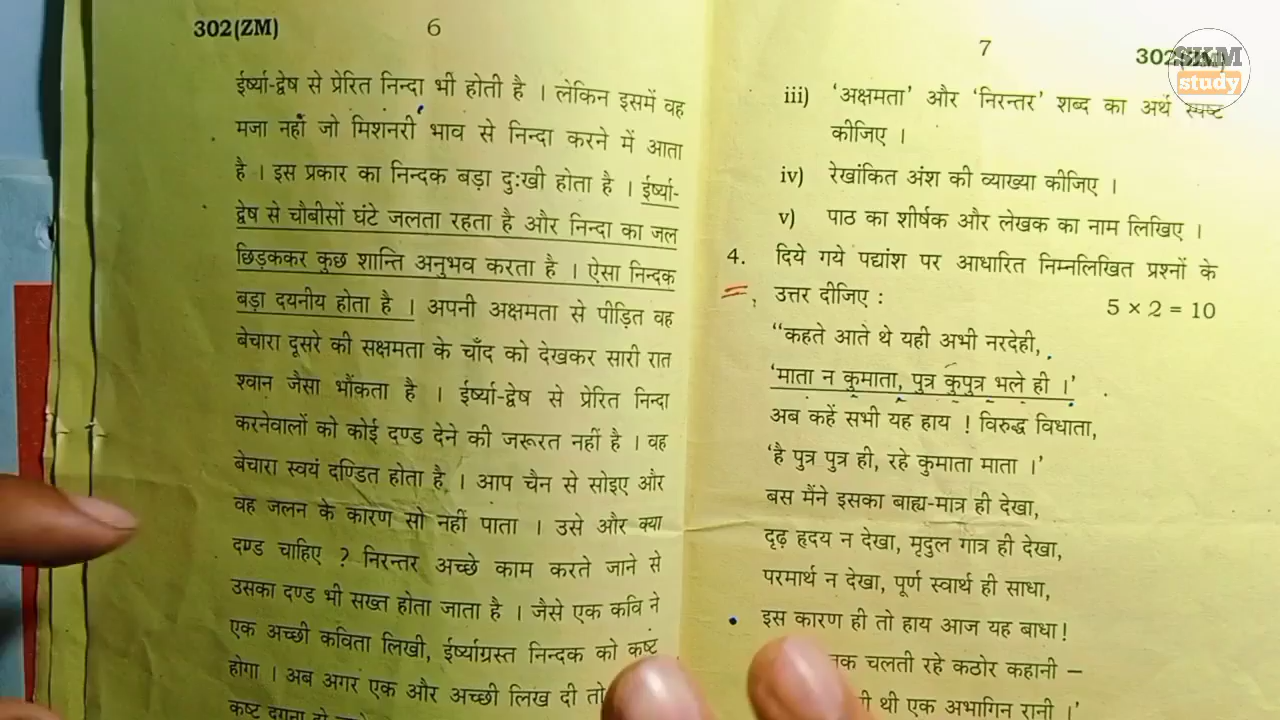 302(ZM) 6
ईर्ष्या-द्वेष से प्रेरित निन्दा भी होती है । लेकिन इसमें वह
मजा नहीं जो मिशनरी भाव से निन्दा करने में आता
है । इस प्रकार का निन्दक बड़ा दुःखी होता है । ईर्ष्या-
द्वेष से चौबीसों घंटे जलता रहता है और निन्दा का जल
छिड़ककर कुछ शान्ति अनुभव करता है । ऐसा निन्दक
बड़ा दयनीय होता है । अपनी अक्षमता से पीड़ित वह
बेचारा दूसरे की सक्षमता के चाँद को देखकर सारी रात
श्वान जैसा भौंकता है । ईर्ष्या-द्वेष से प्रेरित निन्दा
करनेवालों को कोई दण्ड देने की जरूरत नहीं है । वह
बेचारा स्वयं दण्डित होता है । आप चैन से सोइए और
वह जलन के कारण सो नहीं पाता । उसे और क्या
दण्ड चाहिए ? निरन्तर अच्छे काम करते जाने से
उसका दण्ड भी सख्त होता जाता है । जैसे एक कवि ने
एक अच्छी कविता लिखी, ईर्ष्याग्रस्त निन्दक को कष्ट
होगा । अब अगर एक और अच्छी लिख दी तो
कष्ट दुगना हो
7 302(ZM)
SKM
study
iii) 'अक्षमता' और 'निरन्तर' शब्द का अर्थ स्पष्ट
कीजिए ।
iv) रेखांकित अंश की व्याख्या कीजिए ।
v) पाठ का शीर्षक और लेखक का नाम लिखिए ।
4. दिये गये पद्यांश पर आधारित निम्नलिखित प्रश्नों के
उत्तर दीजिए : 5 × 2 = 10
"कहते आते थे यही अभी नरदेही,
'माता न कुमाता, पुत्र कुपुत्र भले ही ।'
अब कहें सभी यह हाय ! विरुद्ध विधाता,
'है पुत्र पुत्र ही, रहे कुमाता माता ।'
बस मैंने इसका बाह्य-मात्र ही देखा,
दृढ़ हृदय न देखा, मृदुल गात्र ही देखा,
परमार्थ न देखा, पूर्ण स्वार्थ ही साधा,
इस कारण ही तो हाय आज यह बाधा!
चलती रहे कठोर कहानी –
थी एक अभागिन रानी ।'